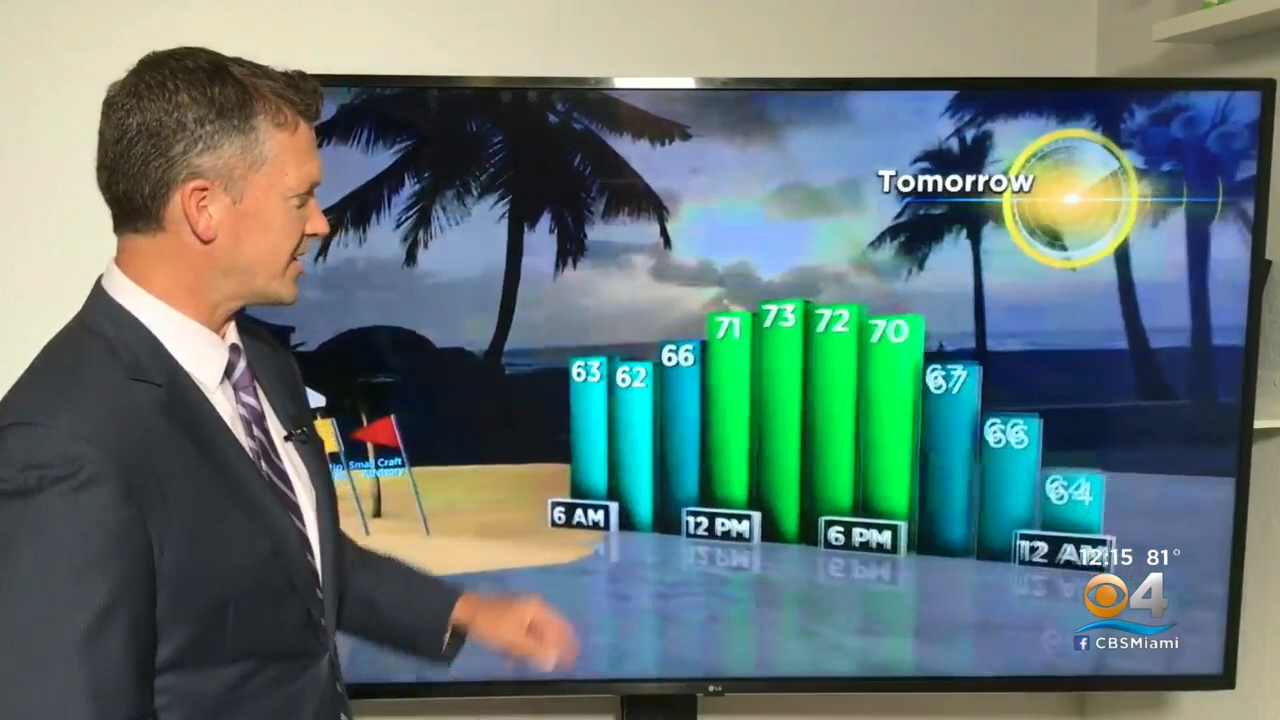 Tomorrow
63
62
66
71
73
72
70
67
66
64
Small Craft
Advisory
6 AM
12 PM
6 PM
12 AM
12:15 81°
4
CBSMiami
LG